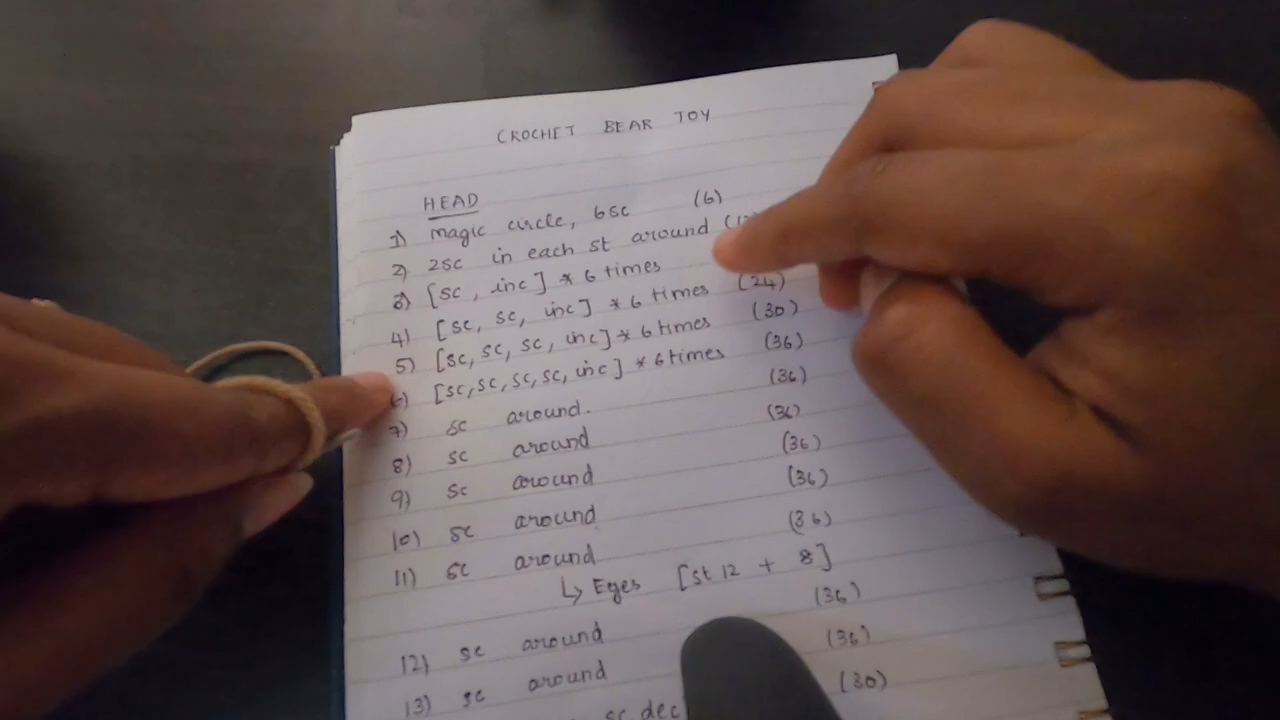 CROCHET BEAR TOY
HEAD
1) magic circle, 6sc (6)
2) 2sc in each st around
3) [sc, inc] * 6 times
4) [sc, sc, inc] * 6 times (24)
5) [sc, sc, sc, inc] * 6 times (30)
6) [sc, sc, sc, sc, inc] * 6 times (36)
7) sc around. (36)
8) sc around (36)
9) sc around (36)
10) sc around (36)
11) sc around (36)
↳ Eyes [st 12 + 8]
12) sc around (36)
13) sc around (36)
sc dec (30)